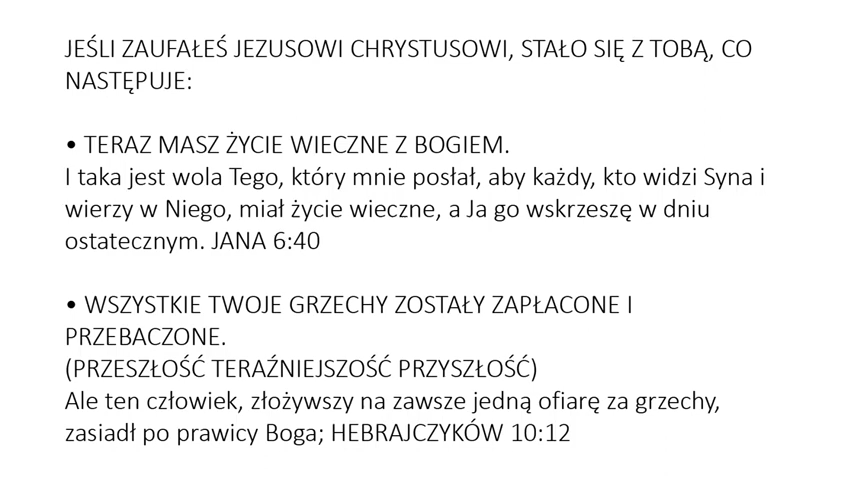 JEŚLI ZAUFAŁEŚ JEZUSOWI CHRYSTUSOWI, STAŁO SIĘ Z TOBĄ, CO
NASTĘPUJE:
• TERAZ MASZ ŻYCIE WIECZNE Z BOGIEM.
I taka jest wola Tego, który mnie posłał, aby każdy, kto widzi Syna i
wierzy w Niego, miał życie wieczne, a Ja go wskrzeszę w dniu
ostatecznym. JANA 6:40
• WSZYSTKIE TWOJE GRZECHY ZOSTAŁY ZAPŁACONE I
PRZEBACZONE.
(PRZESZŁOŚĆ TERAŹNIEJSZOŚĆ PRZYSZŁOŚĆ)
Ale ten człowiek, złożywszy na zawsze jedną ofiarę za grzechy,
zasiadł po prawicy Boga; HEBRAJCZYKÓW 10:12